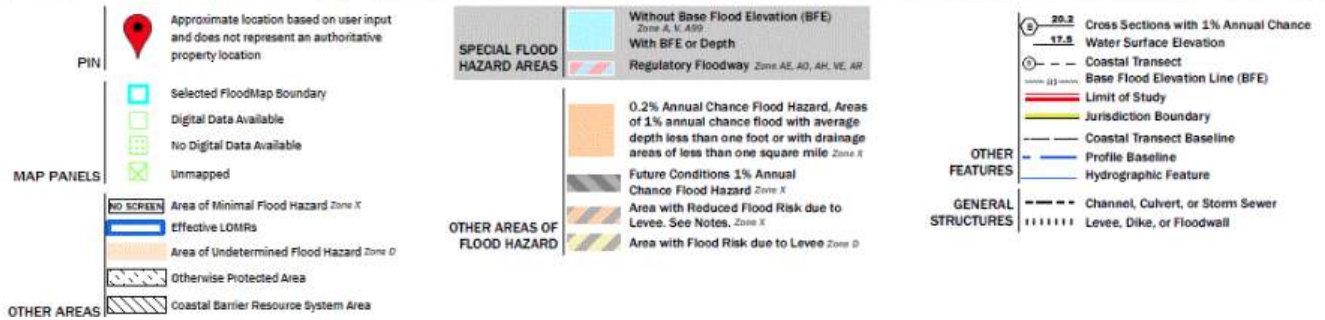 PIN
Approximate location based on user input
and does not represent an authoritative
property location
MAP PANELS
Selected FloodMap Boundary
Digital Data Available
No Digital Data Available
Unmapped
OTHER AREAS
NO SCREEN Area of Minimal Flood Hazard Zone X
Effective LOMRs
Area of Undetermined Flood Hazard Zone D
Otherwise Protected Area
Coastal Barrier Resource System Area
SPECIAL FLOOD
HAZARD AREAS
Without Base Flood Elevation (BFE)
Zone A, V, A99
With BFE or Depth
Regulatory Floodway Zone AE, AO, AH, VE, AR
OTHER AREAS OF
FLOOD HAZARD
0.2% Annual Chance Flood Hazard, Areas
of 1% annual chance flood with average
depth less than one foot or with drainage
areas of less than one square mile Zone X
Future Conditions 1% Annual
Chance Flood Hazard Zone X
Area with Reduced Flood Risk due to
Levee. See Notes. Zone X
Area with Flood Risk due to Levee Zone D
OTHER
FEATURES
20.2 Cross Sections with 1% Annual Chance
17.5 Water Surface Elevation
Coastal Transect
Base Flood Elevation Line (BFE)
Limit of Study
Jurisdiction Boundary
Coastal Transect Baseline
Profile Baseline
Hydrographic Feature
GENERAL
STRUCTURES
Channel, Culvert, or Storm Sewer
Levee, Dike, or Floodwall